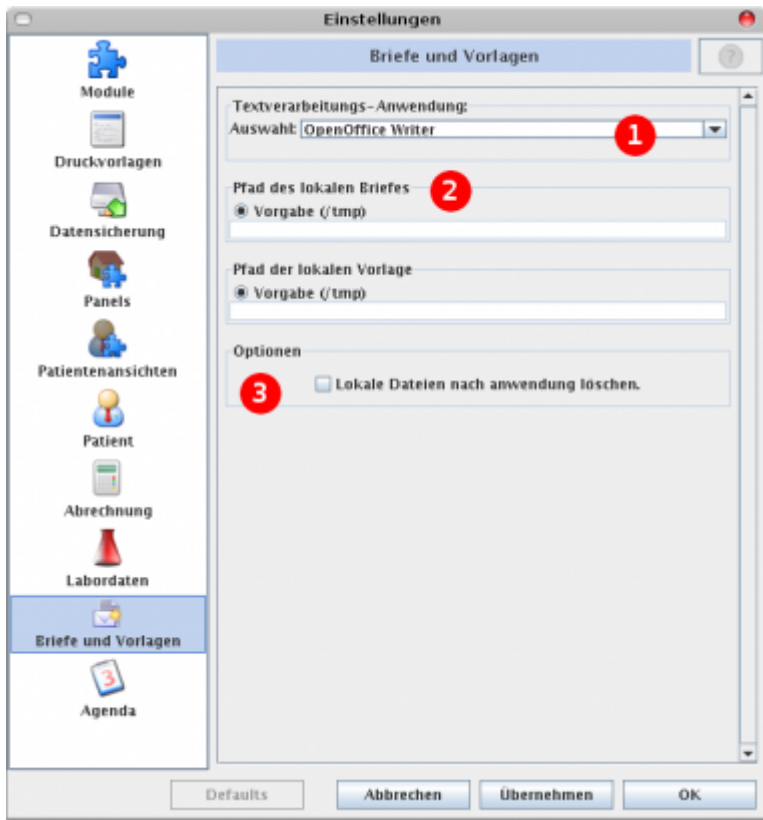 Einstellungen
Module
Druckvorlagen
Datensicherung
Panels
Patientenansichten
Patient
Abrechnung
Labordaten
Briefe und Vorlagen
3
Agenda
Briefe und Vorlagen
?
Textverarbeitungs-Anwendung:
Auswahl: OpenOffice Writer
1
Pfad des lokalen Briefes
2
Vorgabe (/tmp)
Pfad der lokalen Vorlage
Vorgabe (/tmp)
Optionen
3
Lokale Dateien nach anwendung löschen.
Defaults
Abbrechen
Übernehmen
OK